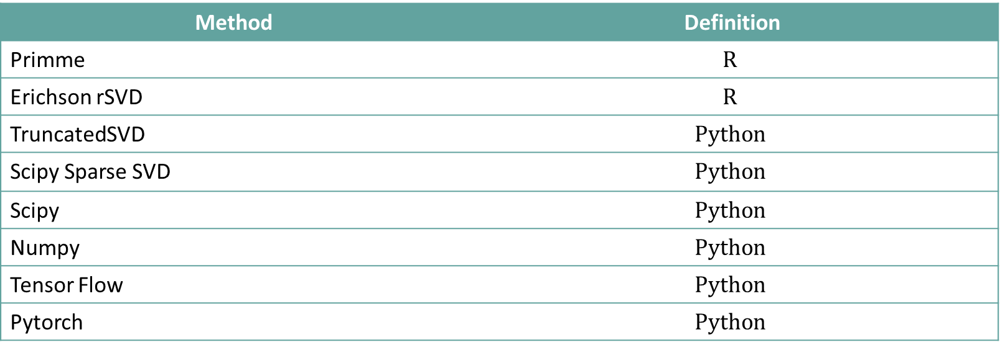 Method Definition
Primme R
Erichson rSVD R
TruncatedSVD Python
Scipy Sparse SVD Python
Scipy Python
Numpy Python
Tensor Flow Python
Pytorch Python